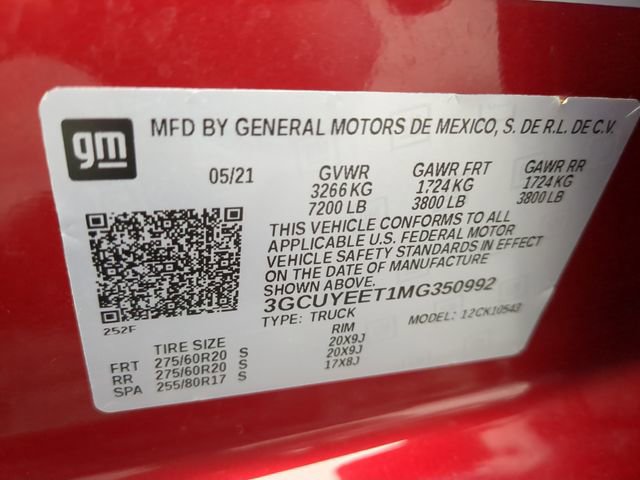 gm
MFD BY GENERAL MOTORS DE MEXICO, S. DE R.L. DE C.V.
05/21 GVWR GAWR FRT GAWR RR
3266 KG 1724 KG 1724 KG
7200 LB 3800 LB 3800 LB
THIS VEHICLE CONFORMS TO ALL
APPLICABLE U.S. FEDERAL MOTOR
VEHICLE SAFETY STANDARDS IN EFFECT
ON THE DATE OF MANUFACTURE
SHOWN ABOVE.
3GCUYEET1MG350992
TYPE: TRUCK MODEL: 12CK10543
252F
TIRE SIZE RIM
FRT 275/60R20 S 20X9J
RR 275/60R20 S 20X9J
SPA 255/80R17 S 17X8J